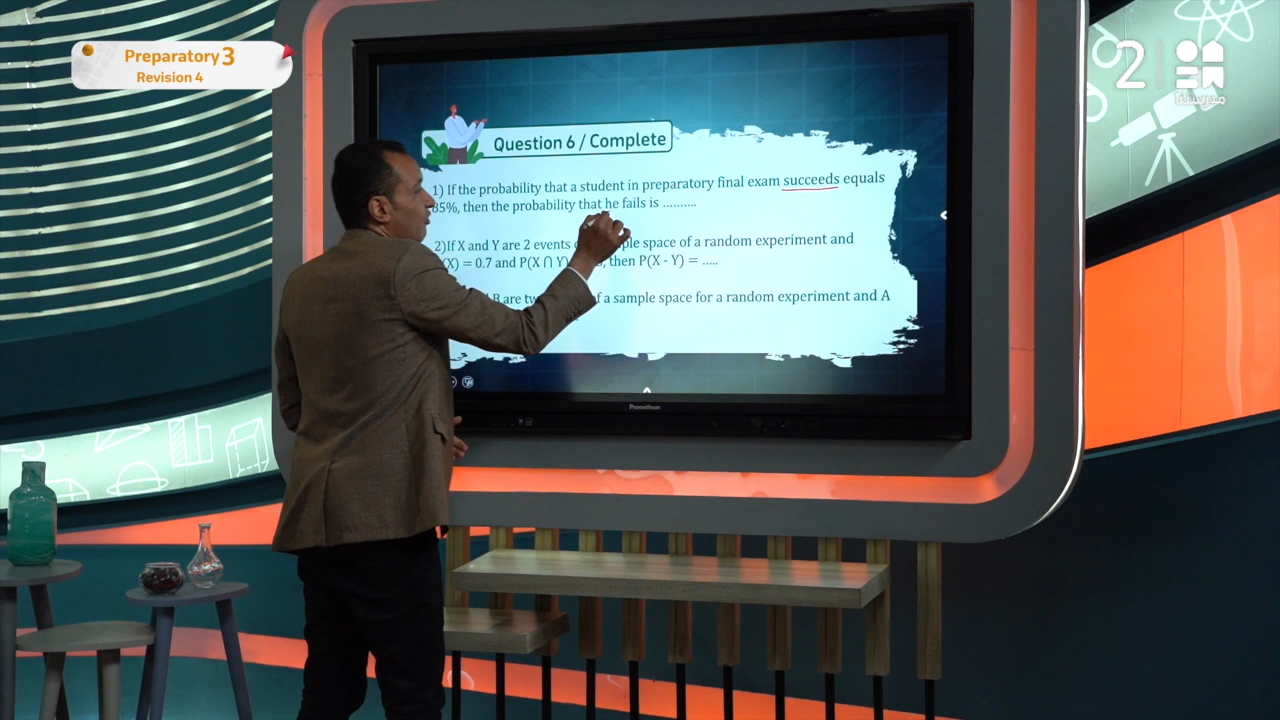 Preparatory 3
Revision 4
2
مدرستنا
Question 6 / Complete
1) If the probability that a student in preparatory final exam succeeds equals
85%, then the probability that he fails is ..........
2)If X and Y are 2 events space of a random experiment and
(X) = 0.7 and P(X ∩ Y) then P(X - Y) = .....
B are of a sample space for a random experiment and A
Promethean